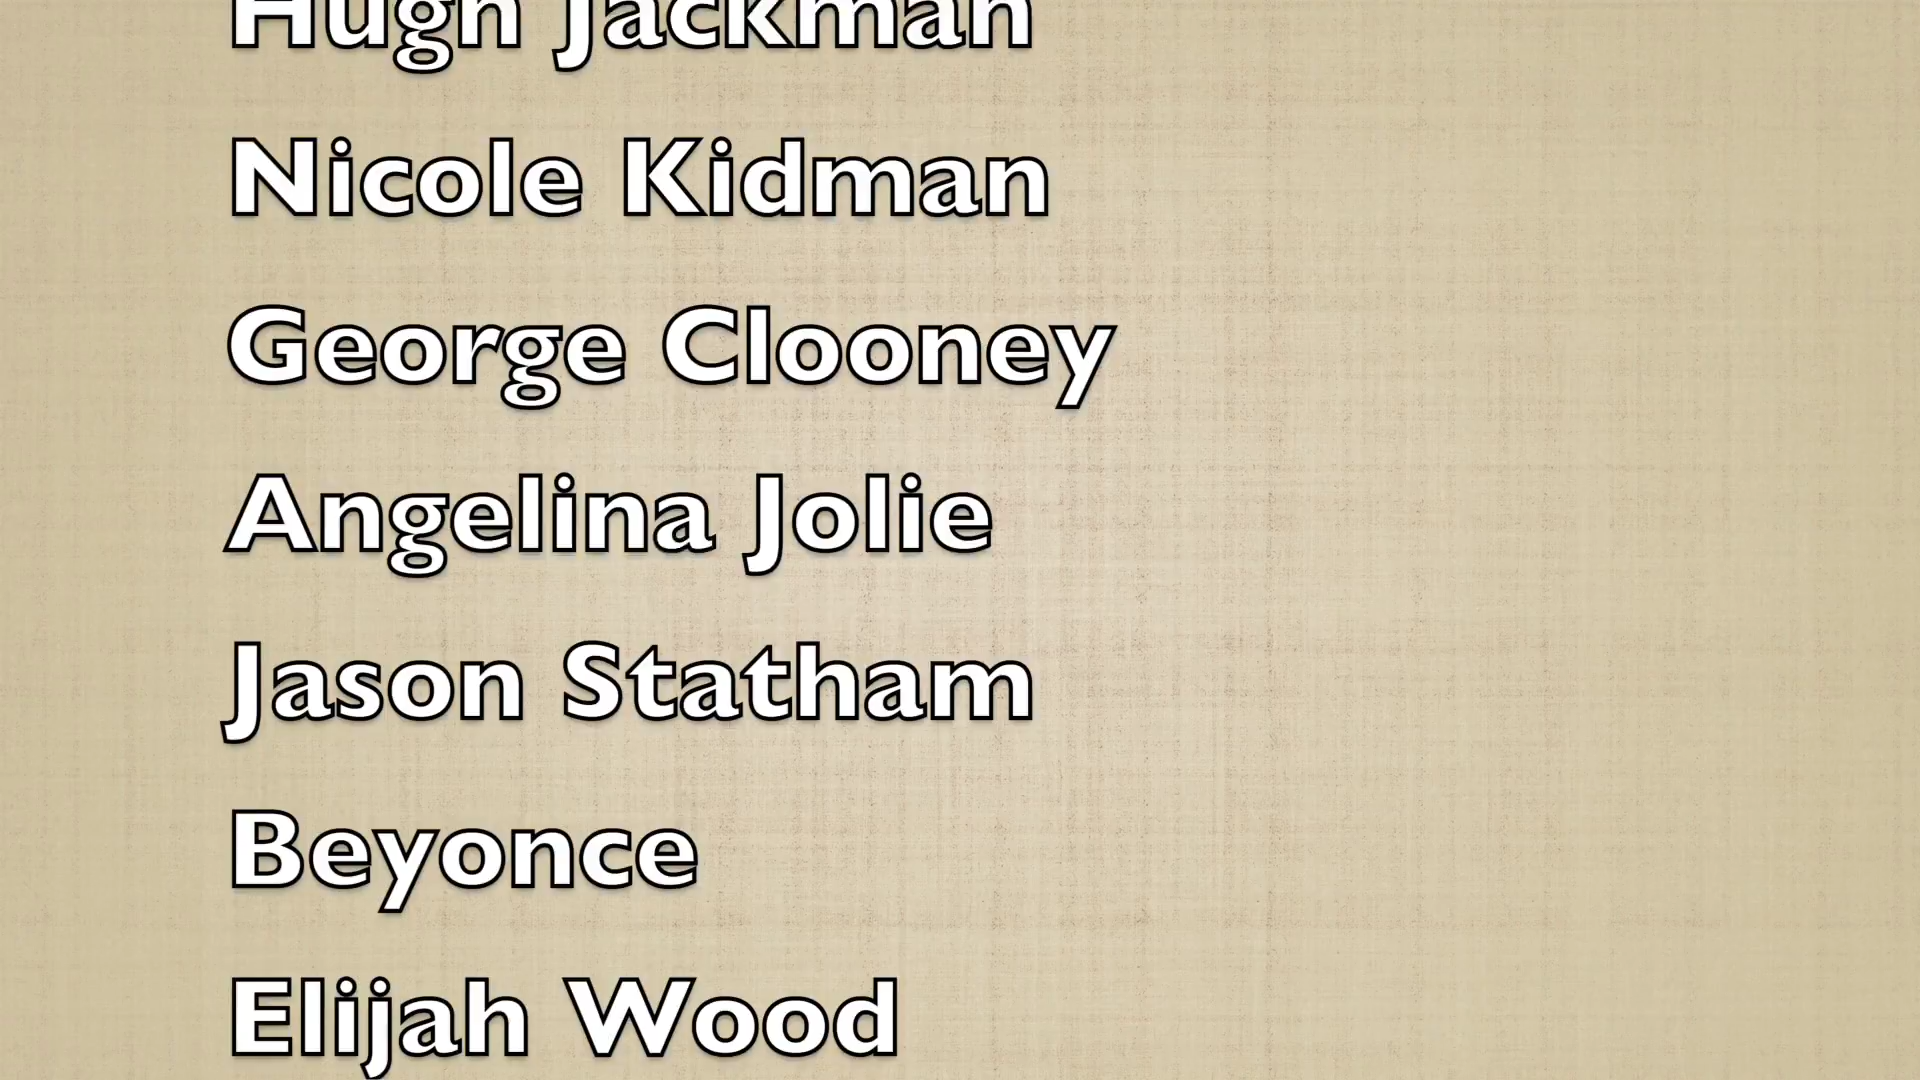 Hugh Jackman
Nicole Kidman
George Clooney
Angelina Jolie
Jason Statham
Beyonce
Elijah Wood